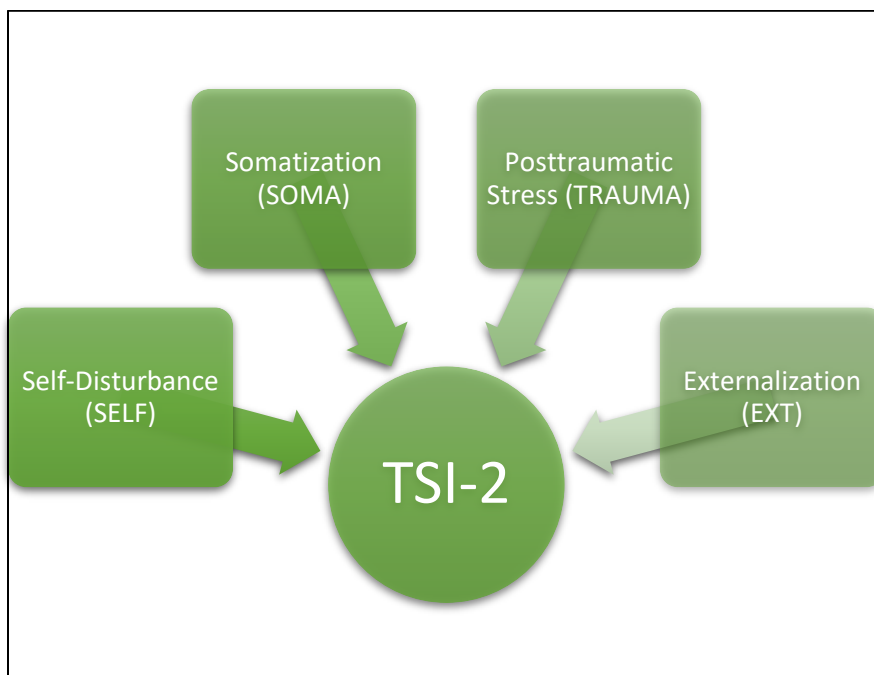 Somatization
(SOMA)
Posttraumatic
Stress (TRAUMA)
Self-Disturbance
(SELF)
Externalization
(EXT)
TSI-2